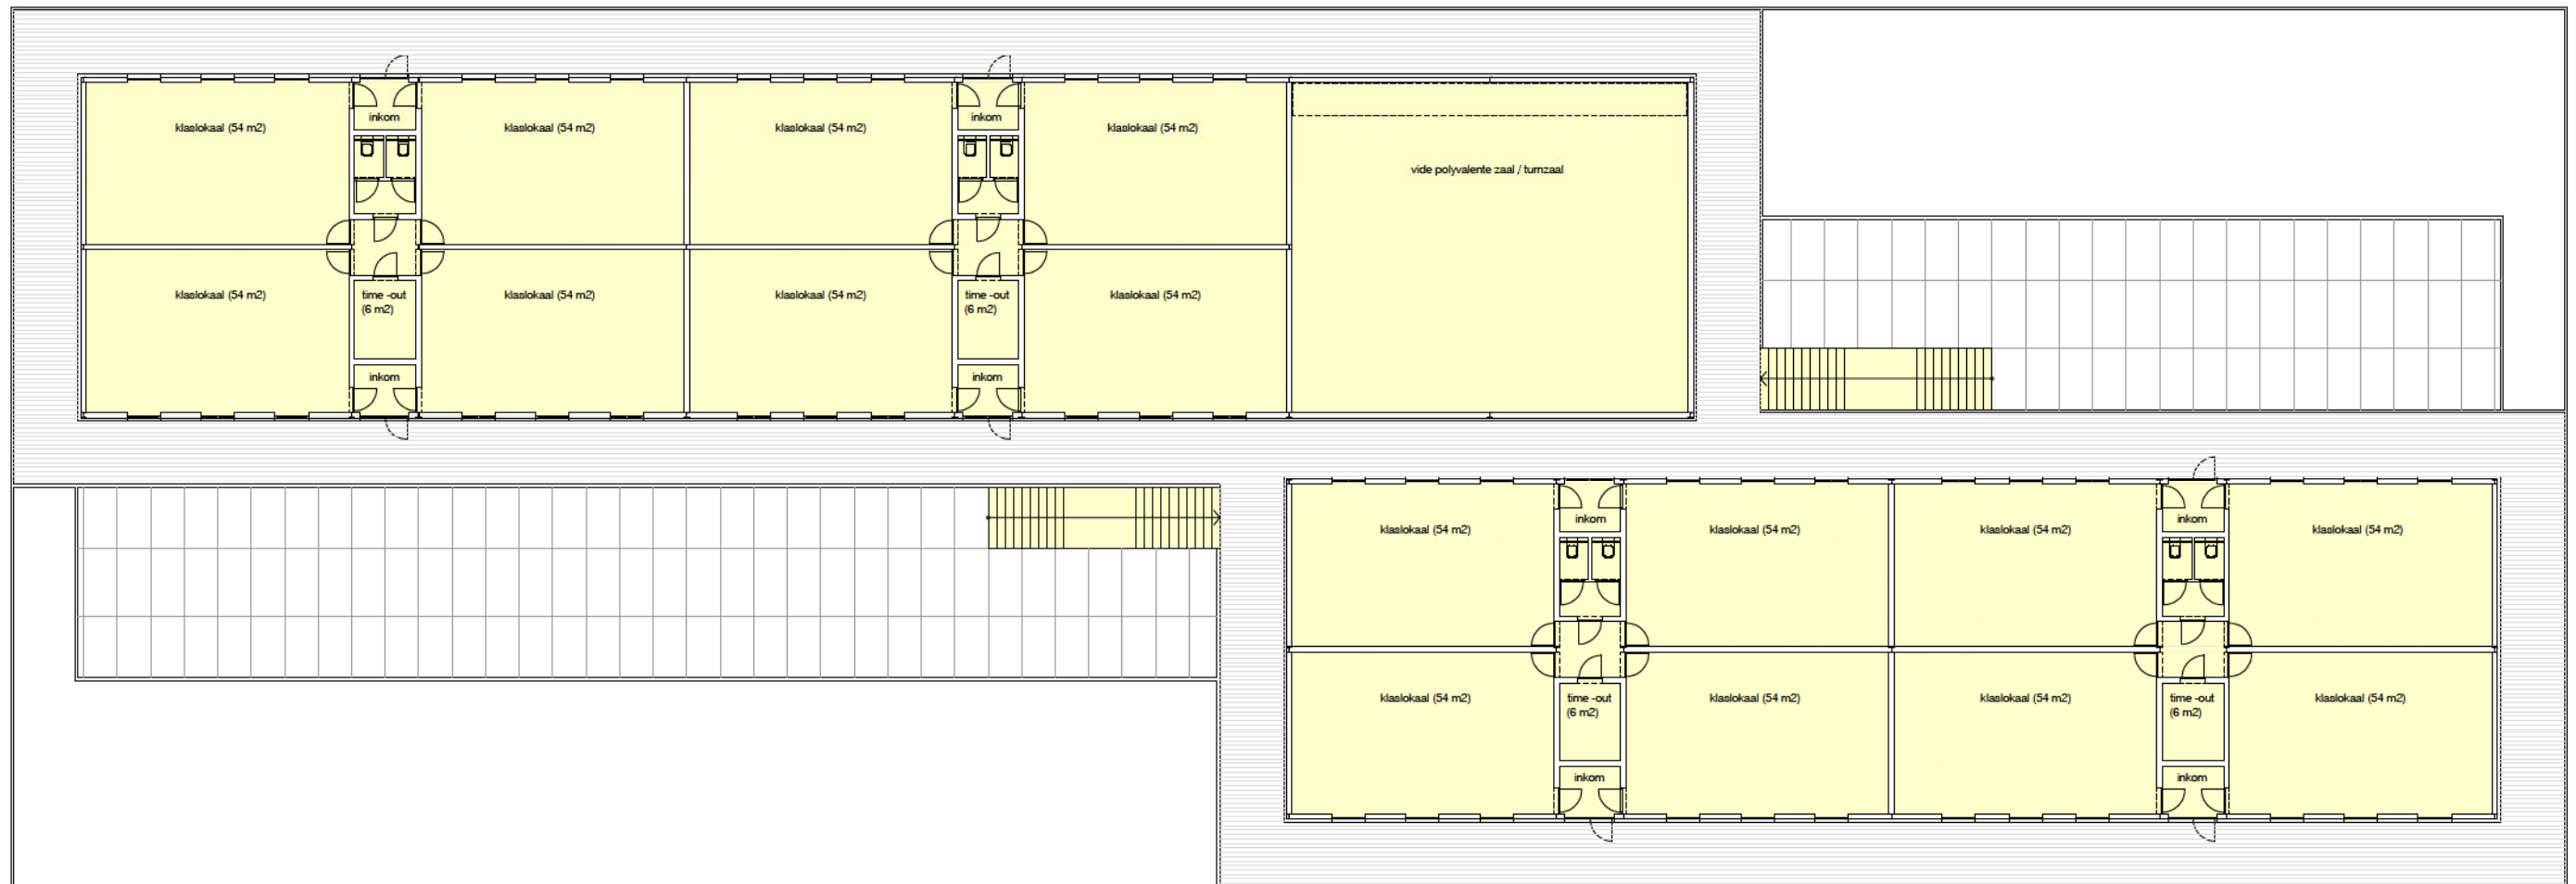 inkom
inkom
klaslokaal (54 m2)
klaslokaal (54 m2)
klaslokaal (54 m2)
klaslokaal (54 m2)
vide polyvalente zaal / turnzaal
klaslokaal (54 m2)
time -out
(6 m2)
klaslokaal (54 m2)
klaslokaal (54 m2)
time -out
(6 m2)
klaslokaal (54 m2)
inkom
inkom
inkom
inkom
klaslokaal (54 m2)
klaslokaal (54 m2)
klaslokaal (54 m2)
klaslokaal (54 m2)
klaslokaal (54 m2)
time -out
(6 m2)
klaslokaal (54 m2)
klaslokaal (54 m2)
time -out
(6 m2)
klaslokaal (54 m2)
inkom
inkom